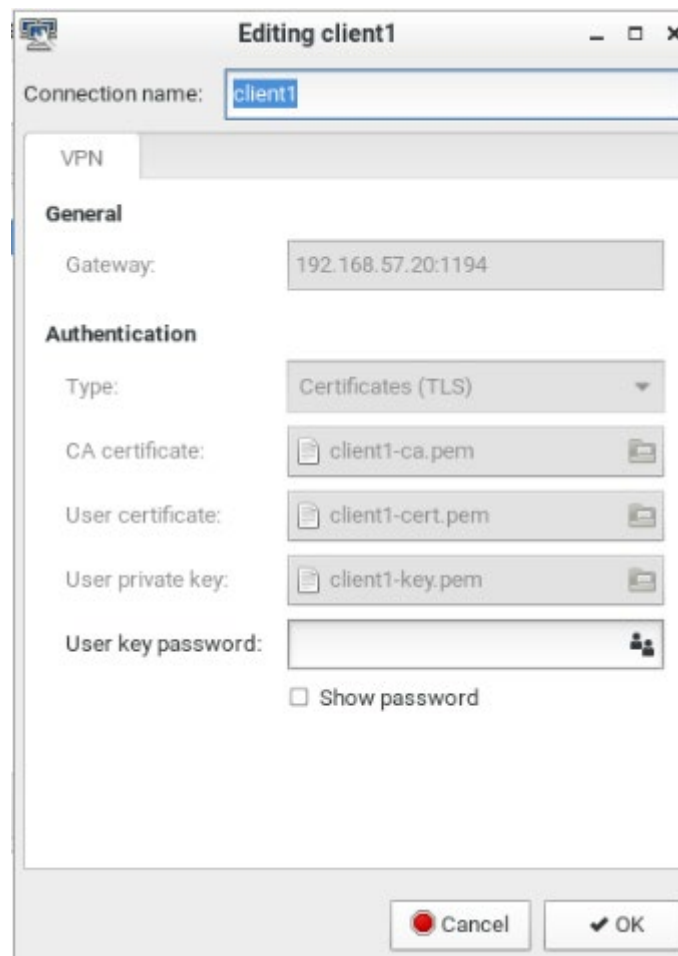 Editing client1
Connection name: client1
VPN
General
Gateway: 192.168.57.20:1194
Authentication
Type: Certificates (TLS)
CA certificate: client1-ca.pem
User certificate: client1-cert.pem
User private key: client1-key.pem
User key password:
Show password
Cancel OK